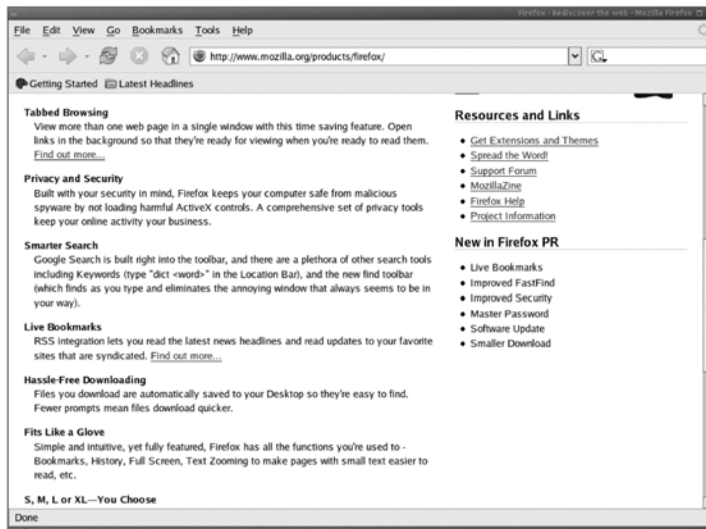 Firefox - Rediscover the web - Mozilla Firefox
File Edit View Go Bookmarks Tools Help
http://www.mozilla.org/products/firefox/
G
Getting Started Latest Headlines
Tabbed Browsing
View more than one web page in a single window with this time saving feature. Open
links in the background so that they're ready for viewing when you're ready to read them.
Find out more...
Privacy and Security
Built with your security in mind, Firefox keeps your computer safe from malicious
spyware by not loading harmful ActiveX controls. A comprehensive set of privacy tools
keep your online activity your business.
Smarter Search
Google Search is built right into the toolbar, and there are a plethora of other search tools
including Keywords (type "dict <word>" in the Location Bar), and the new find toolbar
(which finds as you type and eliminates the annoying window that always seems to be in
your way).
Live Bookmarks
RSS integration lets you read the latest news headlines and read updates to your favorite
sites that are syndicated. Find out more...
Hassle-Free Downloading
Files you download are automatically saved to your Desktop so they're easy to find.
Fewer prompts mean files download quicker.
Fits Like a Glove
Simple and intuitive, yet fully featured, Firefox has all the functions you're used to -
Bookmarks, History, Full Screen, Text Zooming to make pages with small text easier to
read, etc.
S, M, L or XL—You Choose
Resources and Links
Get Extensions and Themes
Spread the Word!
Support Forum
MozillaZine
Firefox Help
Project Information
New in Firefox PR
Live Bookmarks
Improved FastFind
Improved Security
Master Password
Software Update
Smaller Download
Done